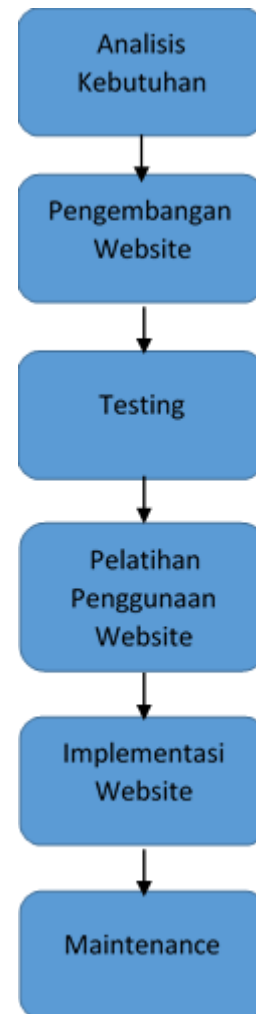 Analisis
Kebutuhan
Pengembangan
Website
Testing
Pelatihan
Penggunaan
Website
Implementasi
Website
Maintenance